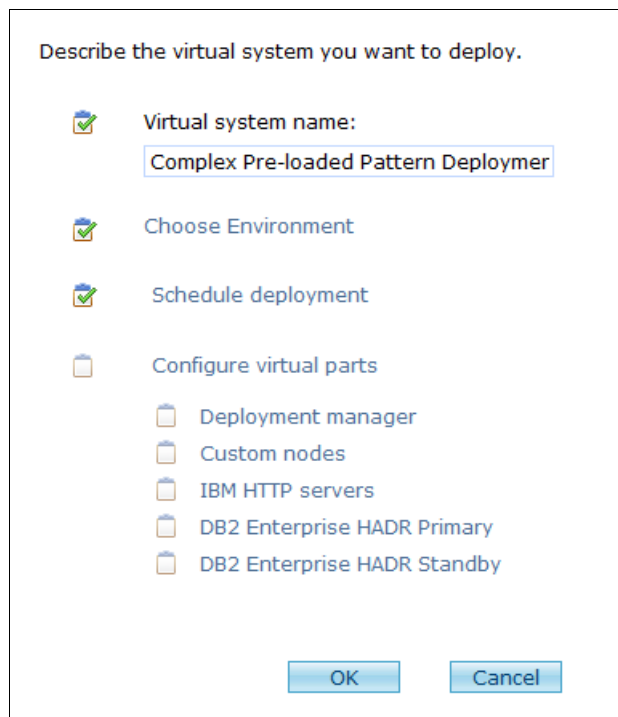 Describe the virtual system you want to deploy.
Virtual system name:
Complex Pre-loaded Pattern Deploymer
Choose Environment
Schedule deployment
Configure virtual parts
Deployment manager
Custom nodes
IBM HTTP servers
DB2 Enterprise HADR Primary
DB2 Enterprise HADR Standby
OK Cancel